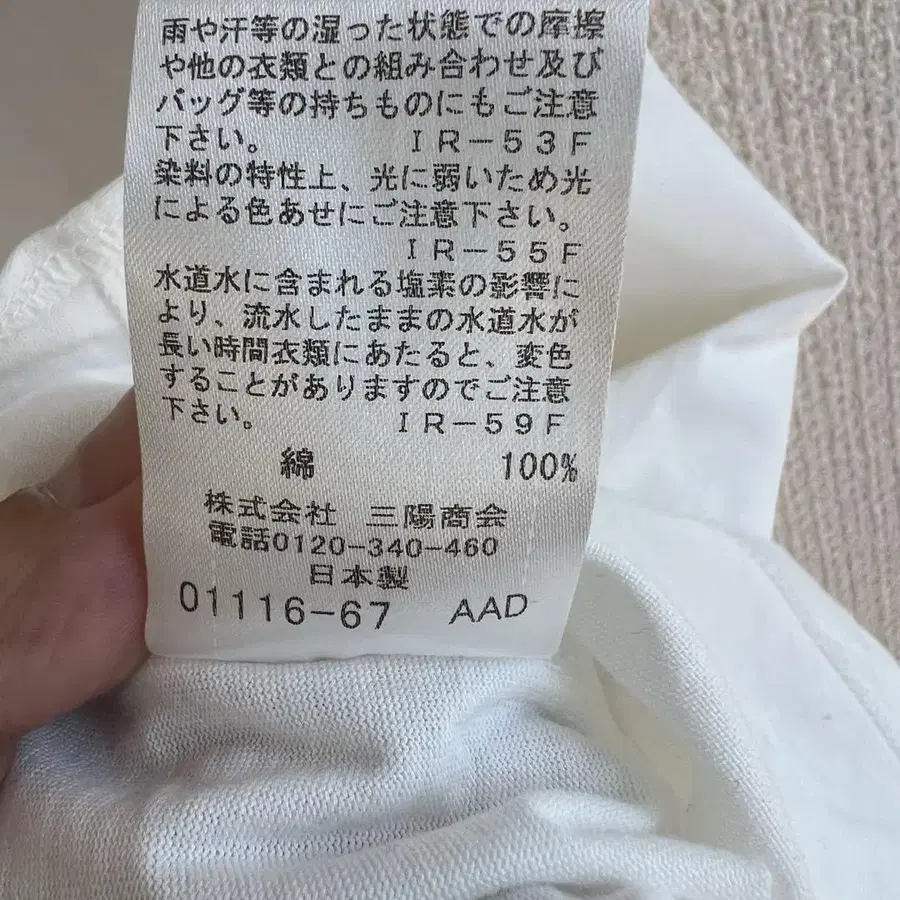 雨や汗等の湿った状態での摩擦
や他の衣類との組み合わせ及び
バッグ等の持ちものにもご注意
下さい。 IR-53F
染料の特性上、光に弱いため光
による色あせにご注意下さい。
IR-55F
水道水に含まれる塩素の影響に
より、流水したままの水道水が
長い時間衣類にあたると、変色
することがありますのでご注意
下さい。 IR-59F
綿 100%
株式会社 三陽商会
電話0120-340-460
日本製
01116-67 AAD